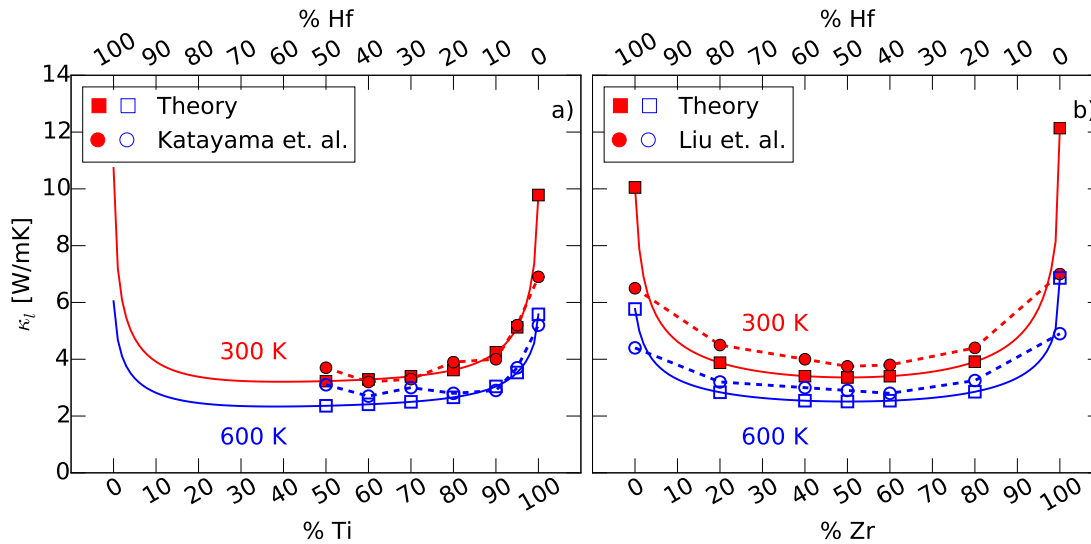 % Hf
% Hf
100 90 80 70 60 50 40 30 20 10 0
100 90 80 70 60 50 40 30 20 10 0
14
12
10
8
6
4
2
0
κl [W/mK]
Theory
Katayama et. al.
a)
300 K
600 K
Theory
Liu et. al.
b)
300 K
600 K
0 10 20 30 40 50 60 70 80 90 100
0 10 20 30 40 50 60 70 80 90 100
% Ti
% Zr